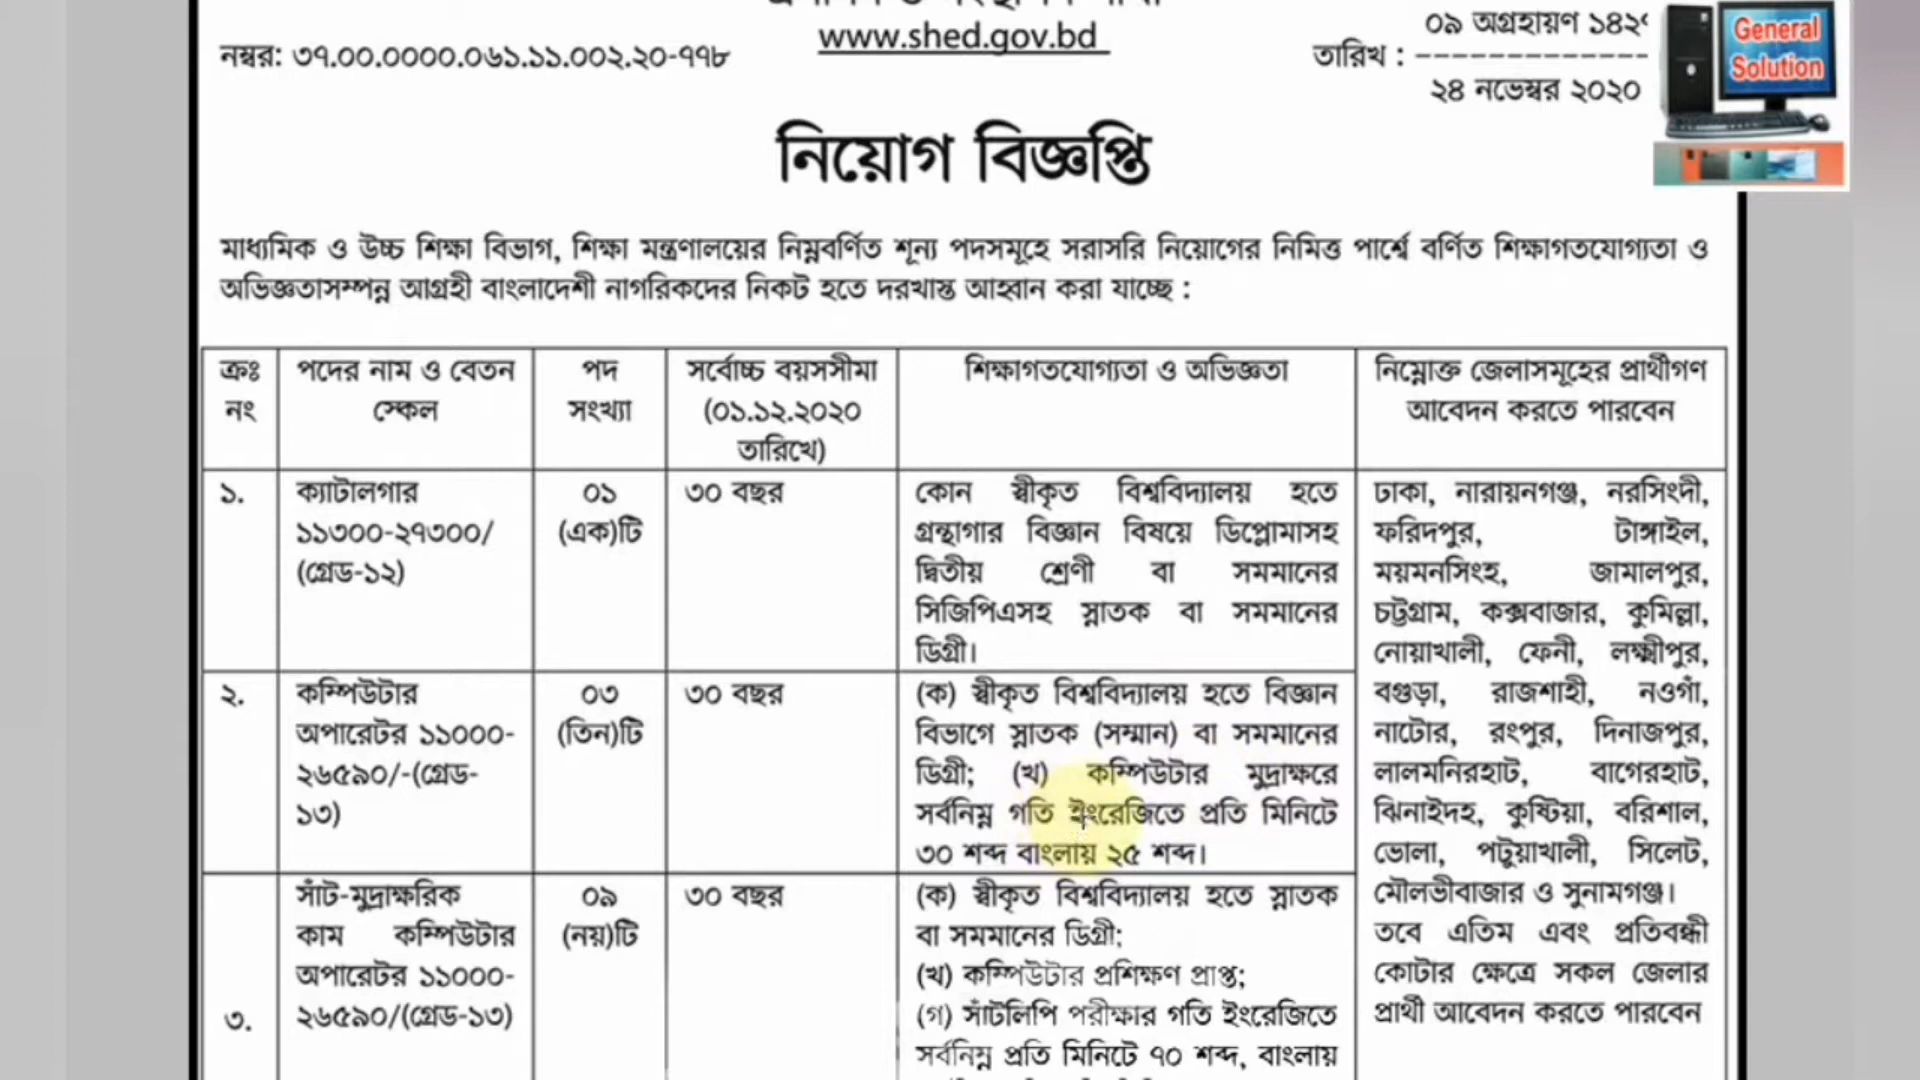 www.shed.gov.bd
নম্বর: ৩৭.০০.০০০০.০৬১.১১.০০২.২০-৭৭৮
০৯ অগ্রহায়ণ ১৪২৭
তারিখ : --------------
২৪ নভেম্বর ২০২০
General
Solution
নিয়োগ বিজ্ঞপ্তি
মাধ্যমিক ও উচ্চ শিক্ষা বিভাগ, শিক্ষা মন্ত্রণালয়ের নিম্নবর্ণিত শূন্য পদসমূহে সরাসরি নিয়োগের নিমিত্ত পার্শ্বে বর্ণিত শিক্ষাগতযোগ্যতা ও
অভিজ্ঞতাসম্পন্ন আগ্রহী বাংলাদেশী নাগরিকদের নিকট হতে দরখাস্ত আহ্বান করা যাচ্ছে :
ক্রঃ
নং
পদের নাম ও বেতন
স্কেল
পদ
সংখ্যা
সর্বোচ্চ বয়সসীমা
(০১.১২.২০২০
তারিখে)
শিক্ষাগতযোগ্যতা ও অভিজ্ঞতা
নিম্নোক্ত জেলাসমূহের প্রার্থীগণ
আবেদন করতে পারবেন
১.
ক্যাটালগার
১১৩০০-২৭৩০০/
(গ্রেড-১২)
০১
(এক)টি
৩০ বছর
কোন স্বীকৃত বিশ্ববিদ্যালয় হতে
গ্রন্থাগার বিজ্ঞান বিষয়ে ডিপ্লোমাসহ
দ্বিতীয় শ্রেণী বা সমমানের
সিজিপিএসহ স্নাতক বা সমমানের
ডিগ্রী।
ঢাকা, নারায়নগঞ্জ, নরসিংদী,
ফরিদপুর, টাঙ্গাইল,
ময়মনসিংহ, জামালপুর,
চট্টগ্রাম, কক্সবাজার, কুমিল্লা,
নোয়াখালী, ফেনী, লক্ষ্মীপুর,
বগুড়া, রাজশাহী, নওগাঁ,
নাটোর, রংপুর, দিনাজপুর,
লালমনিরহাট, বাগেরহাট,
ঝিনাইদহ, কুষ্টিয়া, বরিশাল,
ভোলা, পটুয়াখালী, সিলেট,
মৌলভীবাজার ও সুনামগঞ্জ।
তবে এতিম এবং প্রতিবন্ধী
কোটার ক্ষেত্রে সকল জেলার
প্রার্থী আবেদন করতে পারবেন
২.
কম্পিউটার
অপারেটর ১১০০০-
২৬৫৯০/-(গ্রেড-
১৩)
০৩
(তিন)টি
৩০ বছর
(ক) স্বীকৃত বিশ্ববিদ্যালয় হতে বিজ্ঞান
বিভাগে স্নাতক (সম্মান) বা সমমানের
ডিগ্রী; (খ) কম্পিউটার মুদ্রাক্ষরে
সর্বনিম্ন গতি ইংরেজিতে প্রতি মিনিটে
৩০ শব্দ বাংলায় ২৫ শব্দ।
৩.
সাঁট-মুদ্রাক্ষরিক
কাম কম্পিউটার
অপারেটর ১১০০০-
২৬৫৯০/(গ্রেড-১৩)
০৯
(নয়)টি
৩০ বছর
(ক) স্বীকৃত বিশ্ববিদ্যালয় হতে স্নাতক
বা সমমানের ডিগ্রী;
(খ) কম্পিউটার প্রশিক্ষণ প্রাপ্ত;
(গ) সাঁটলিপি পরীক্ষার গতি ইংরেজিতে
সর্বনিম্ন প্রতি মিনিটে ৭০ শব্দ, বাংলায়